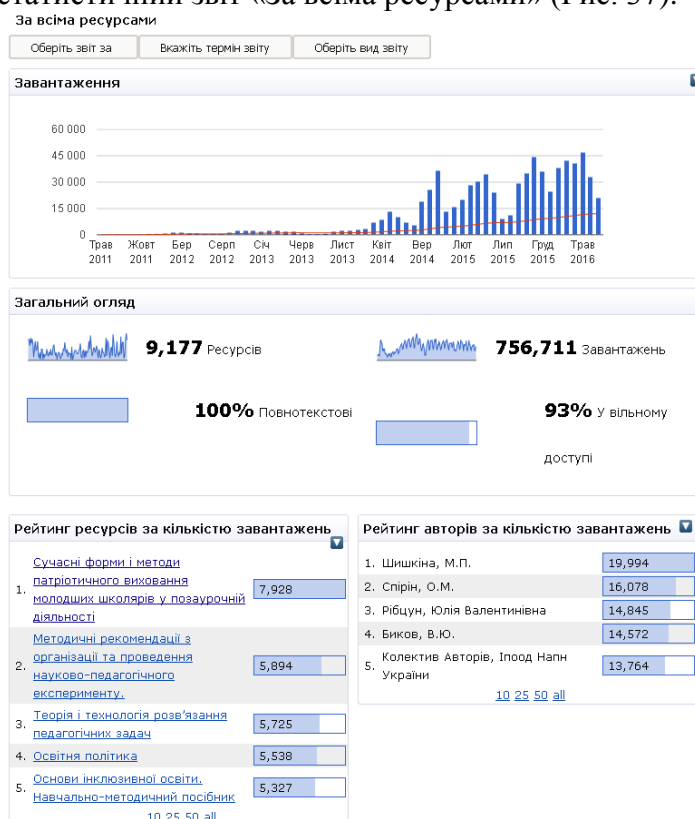 статистичний звіт «За всіма ресурсами» (Рис. 37).
За всіма ресурсами
Оберіть звіт за
Вкажіть термін звіту
Оберіть вид звіту
Завантаження
60 000
45 000
30 000
15 000
0
Трав Жовт Бер Серп Січ Черв Лист Квіт Вер Лют Лип Груд Трав
2011 2011 2012 2012 2013 2013 2013 2014 2014 2015 2015 2015 2016
Загальний огляд
9,177 Ресурсів
756,711 Завантажень
100% Повнотекстові
93% У вільному
доступі
Рейтинг ресурсів за кількістю завантажень
1. Сучасні форми і методи
патріотичного виховання
молодших школярів у позаурочній
діяльності
7,928
2. Методичні рекомендації з
організації та проведення
науково-педагогічного
експерименту.
5,894
3. Теорія і технологія розв'язання
педагогічних задач
5,725
4. Освітня політика 5,538
5. Основи інклюзивної освіти.
Навчально-методичний посібник
5,327
10 25 50 all
Рейтинг авторів за кількістю завантажень
1. Шишкіна, М.П. 19,994
2. Спірін, О.М. 16,078
3. Рібцун, Юлія Валентинівна 14,845
4. Биков, В.Ю. 14,572
5. Колектив Авторів, Іпоод Напн
України
13,764
10 25 50 all